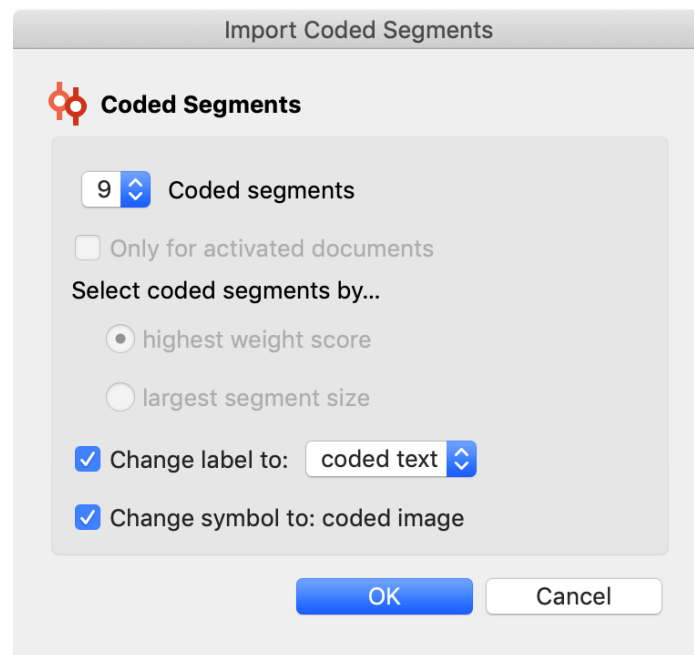 Import Coded Segments
Coded Segments
9 Coded segments
Only for activated documents
Select coded segments by...
highest weight score
largest segment size
Change label to: coded text
Change symbol to: coded image
OK Cancel